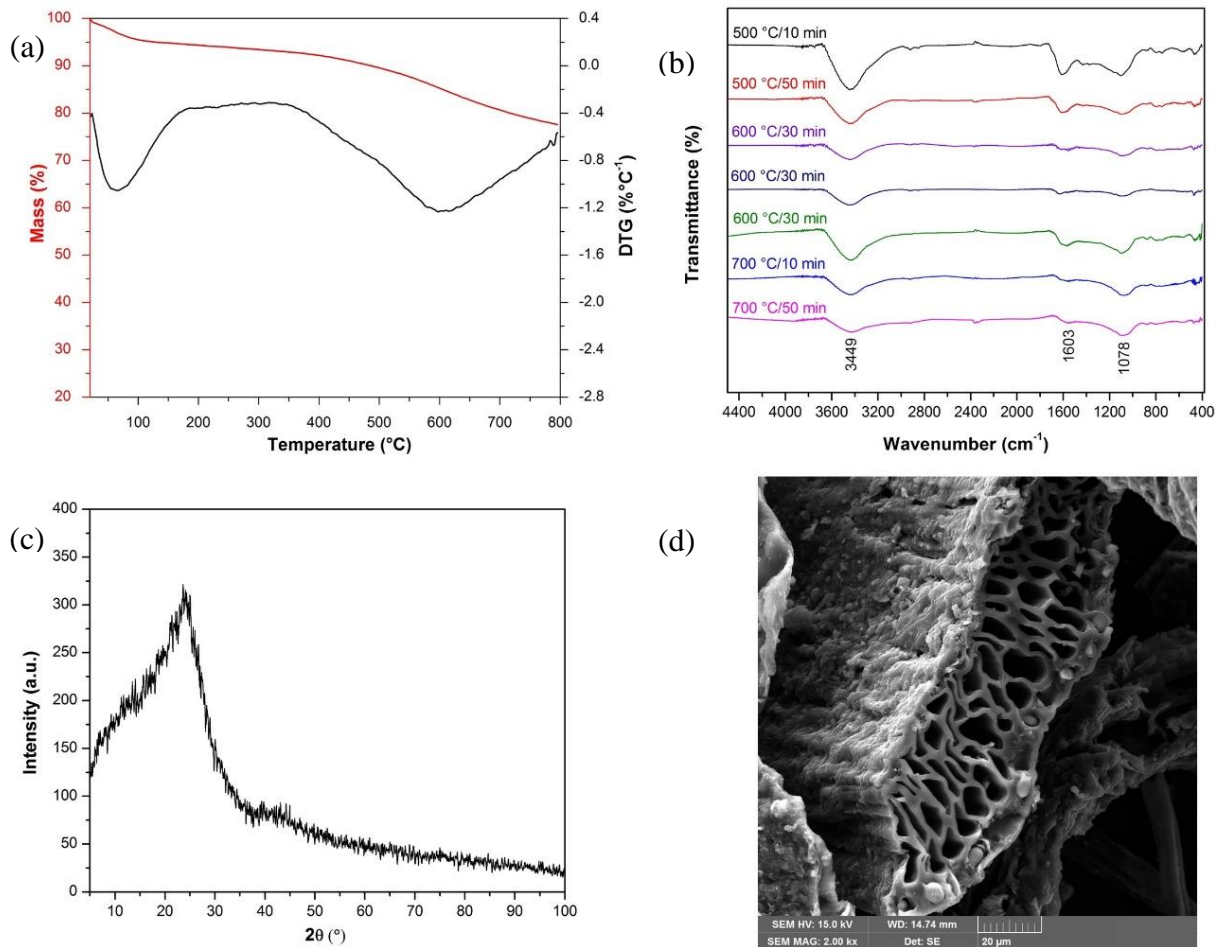 (a)
100
90
80
70
60
50
40
30
20
Mass (%)
0.4
0.0
-0.4
-0.8
-1.2
-1.6
-2.0
-2.4
-2.8
DTG (%°C-1)
100 200 300 400 500 600 700 800
Temperature (°C)
(b)
500 °C/10 min
500 °C/50 min
600 °C/30 min
600 °C/30 min
600 °C/30 min
700 °C/10 min
700 °C/50 min
3449
1603
1078
Transmittance (%)
4400 3600 3200 2400 2000 1200 800 400
Wavenumber (cm-1)
(c)
400
350
300
250
200
150
100
50
0
Intensity (a.u.)
10 20 30 40 50 60 70 80 90 100
2θ (°)
(d)
SEM HV: 15.0 kV WD: 14.74 mm
SEM MAG: 2.00 kx Det: SE 20 µm